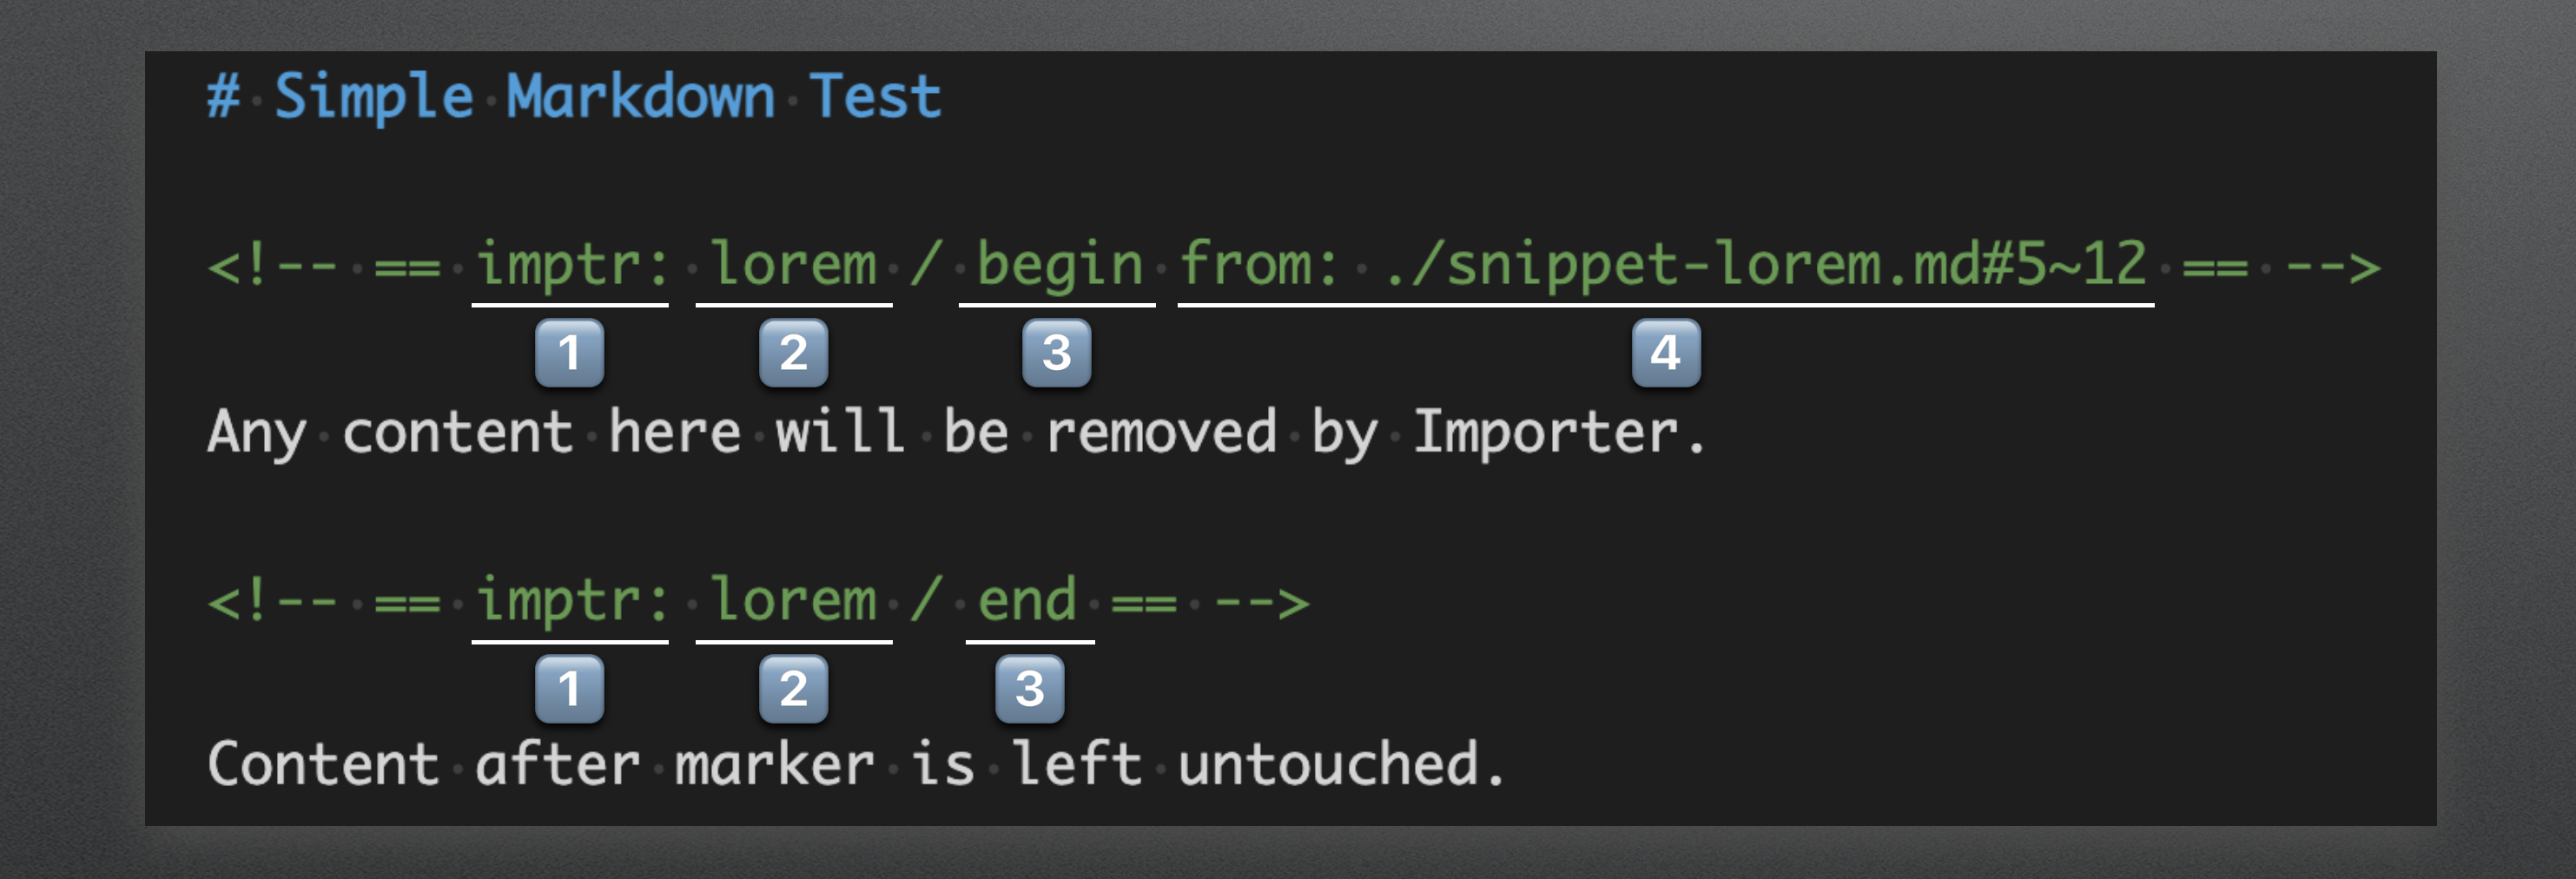 # Simple Markdown Test
<!-- == imptr: lorem / begin from: ./snippet-lorem.md#5~12 == -->
1 2 3 4
Any content here will be removed by Importer.
<!-- == imptr: lorem / end == -->
1 2 3
Content after marker is left untouched.